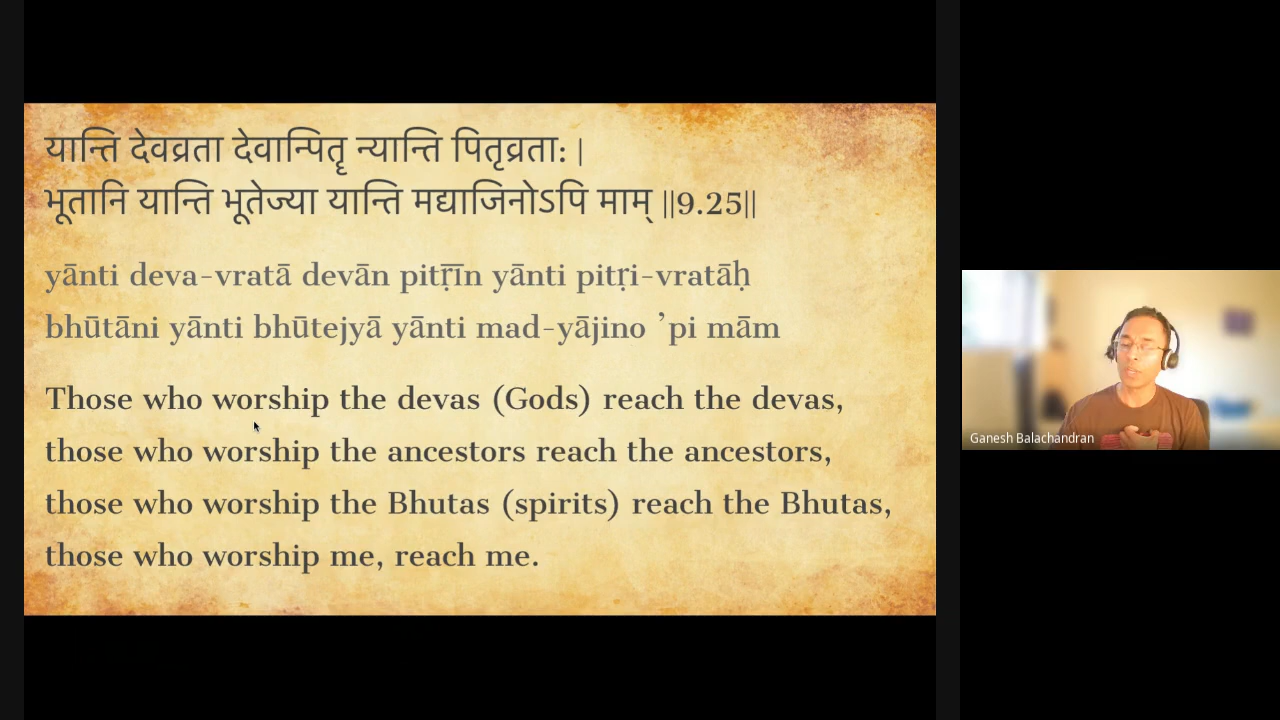 यान्ति देवव्रता देवान्पितॄ न्यान्ति पितृव्रताः |
भूतानि यान्ति भूतेज्या यान्ति मद्याजिनोऽपि माम् ||9.25||
yānti deva-vratā devān pitṝīn yānti pitṛi-vratāḥ
bhūtāni yānti bhūtejyā yānti mad-yājino ’pi mām
Those who worship the devas (Gods) reach the devas,
those who worship the ancestors reach the ancestors,
those who worship the Bhutas (spirits) reach the Bhutas,
those who worship me, reach me.
Ganesh Balachandran